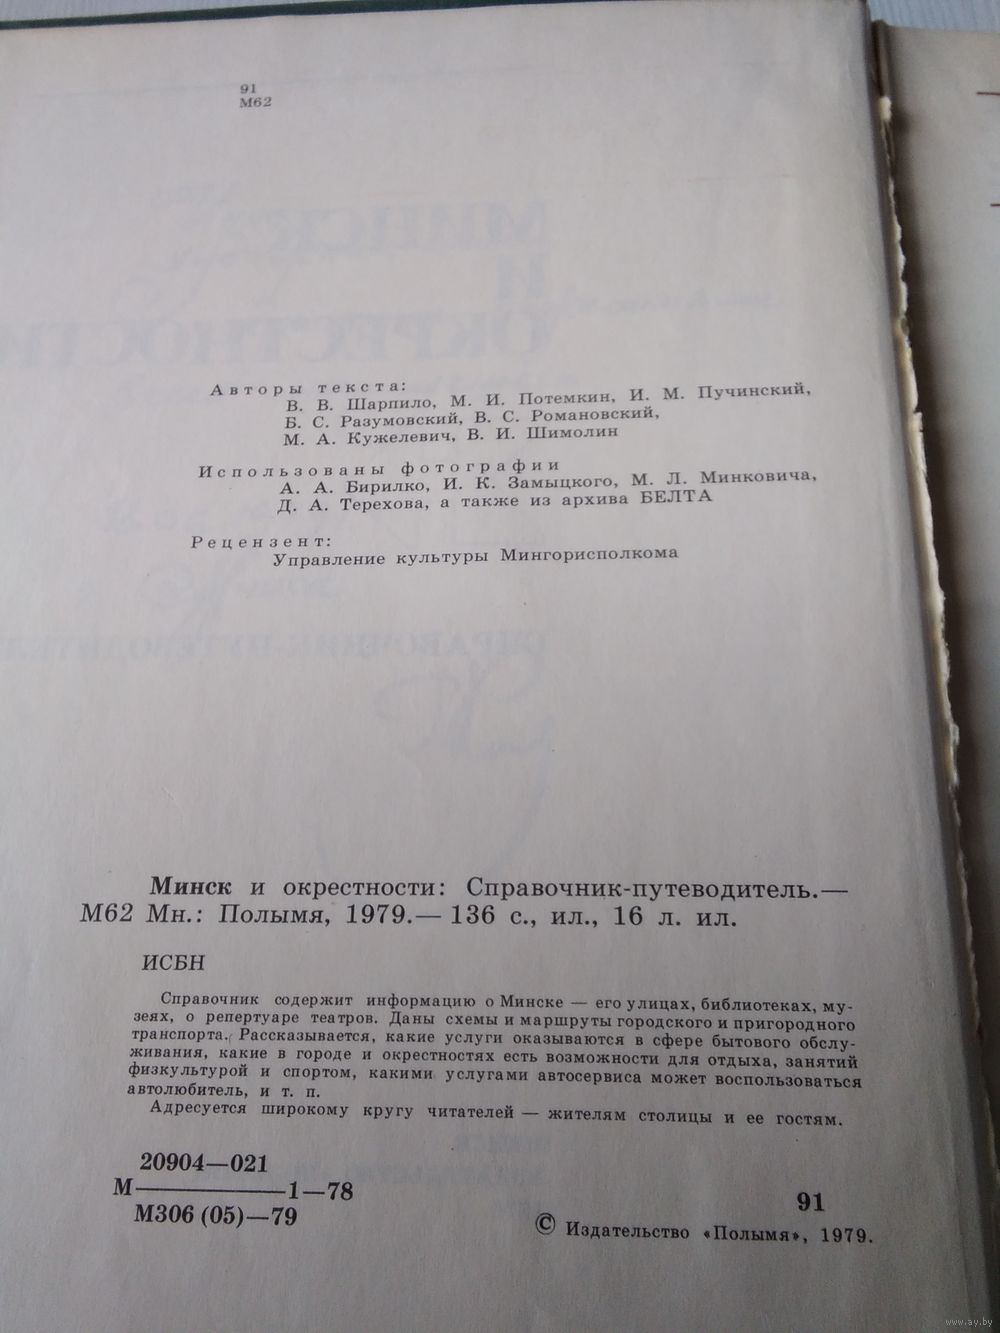 91
М62
Авторы текста:
В. В. Шарпило, М. И. Потемкин, И. М. Пучинский,
Б. С. Разумовский, В. С. Романовский,
М. А. Кужелевич, В. И. Шимолин
Использованы фотографии
А. А. Бирилко, И. К. Замыцкого, М. Л. Минковича,
Д. А. Терехова, а также из архива БЕЛТА
Рецензент:
Управление культуры Мингорисполкома
Минск и окрестности: Справочник-путеводитель.—
М62 Мн.: Полымя, 1979.— 136 с., ил., 16 л. ил.
ИСБН
Справочник содержит информацию о Минске — его улицах, библиотеках, му-
зеях, о репертуаре театров. Даны схемы и маршруты городского и пригородного
транспорта. Рассказывается, какие услуги оказываются в сфере бытового обслу-
живания, какие в городе и окрестностях есть возможности для отдыха, занятий
физкультурой и спортом, какими услугами автосервиса может воспользоваться
автолюбитель, и т. п.
Адресуется широкому кругу читателей — жителям столицы и ее гостям.
20904—021
М————1—78
М306 (05)—79
91
© Издательство «Полымя», 1979.
www.ay.by